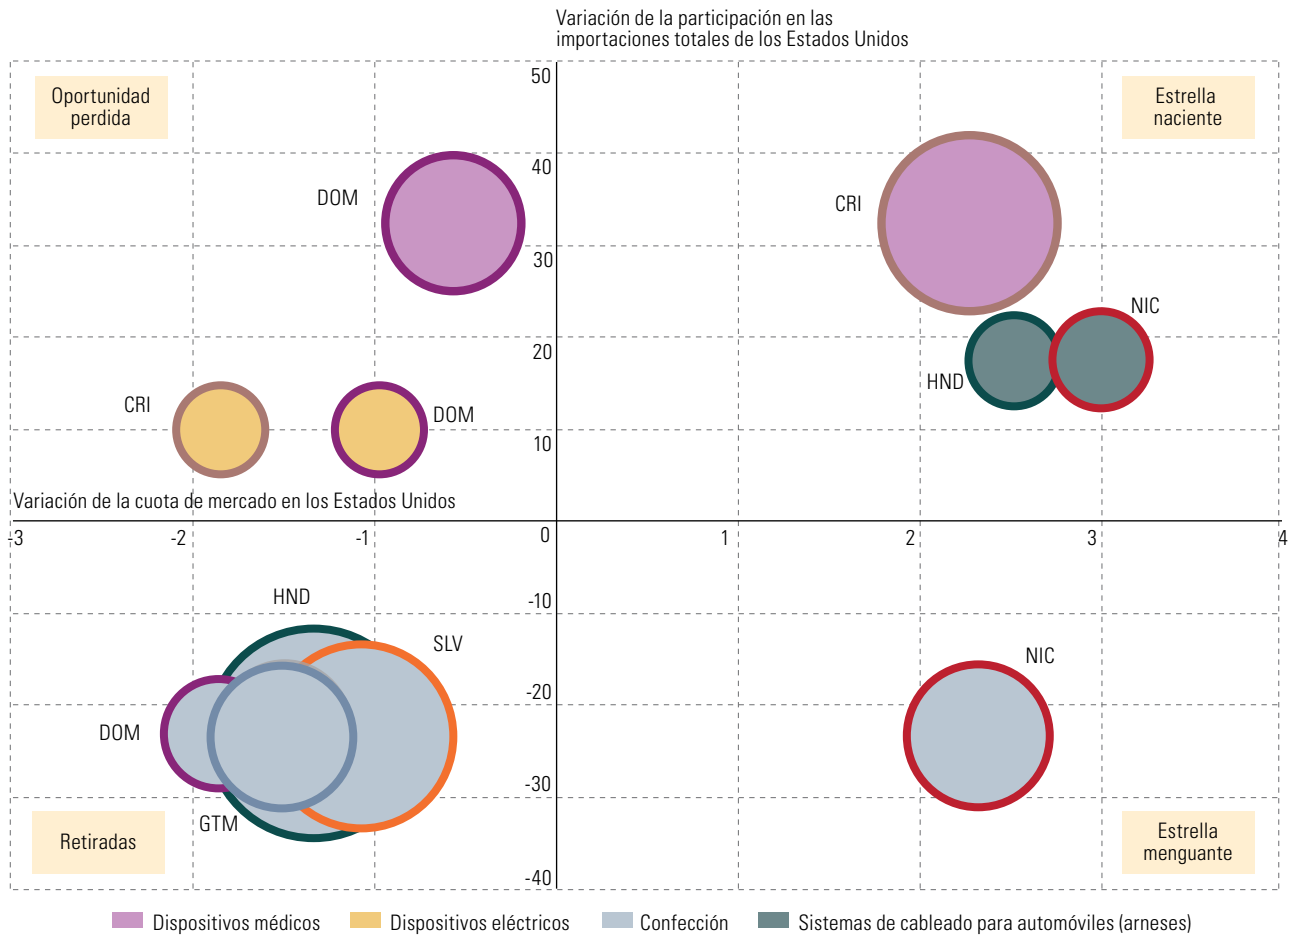 Variación de la participación en las
importaciones totales de los Estados Unidos
Oportunidad
perdida
Estrella
naciente
50
40
30
20
10
0
-10
-20
-30
-40
DOM
CRI
NIC
HND
CRI
DOM
Variación de la cuota de mercado en los Estados Unidos
-3
-2
-1
1
2
3
4
HND
SLV
NIC
DOM
GTM
Retiradas
Estrella
menguante
Dispositivos médicos
Dispositivos eléctricos
Confección
Sistemas de cableado para automóviles (arneses)